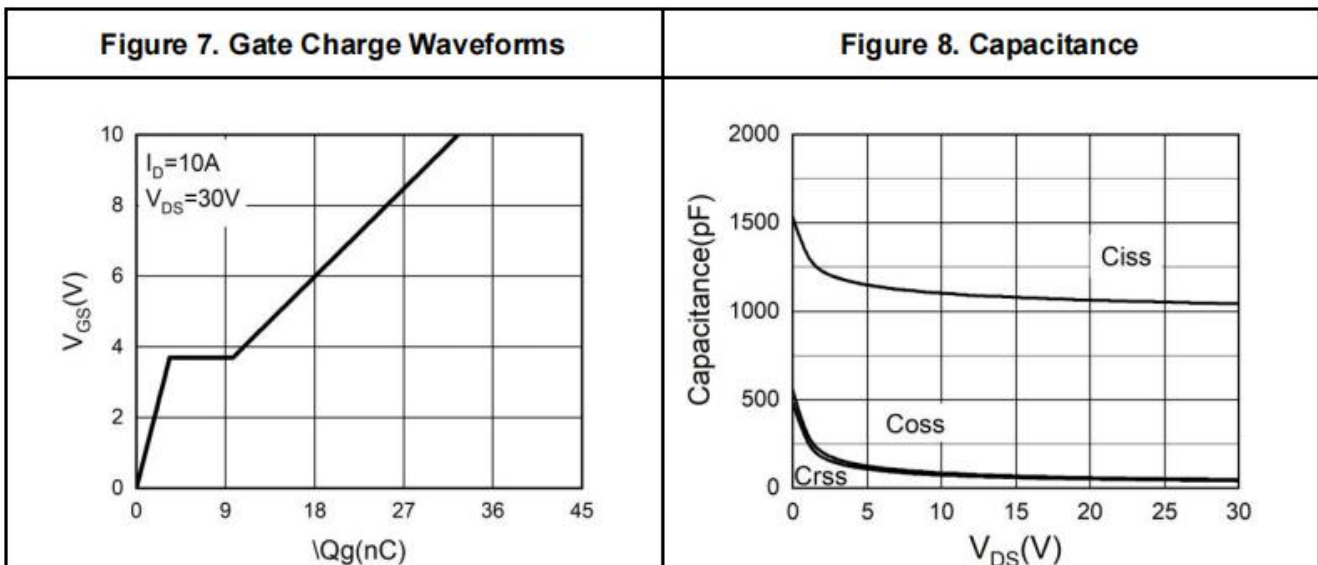 Figure 7. Gate Charge Waveforms
Figure 8. Capacitance
I_D=10A
V_DS=30V
V_GS(V)
10
8
6
4
2
0
0 9 18 27 36 45
\Qg(nC)
Capacitance(pF)
2000
1500
1000
500
0
Ciss
Coss
Crss
0 5 10 15 20 25 30
V_DS(V)